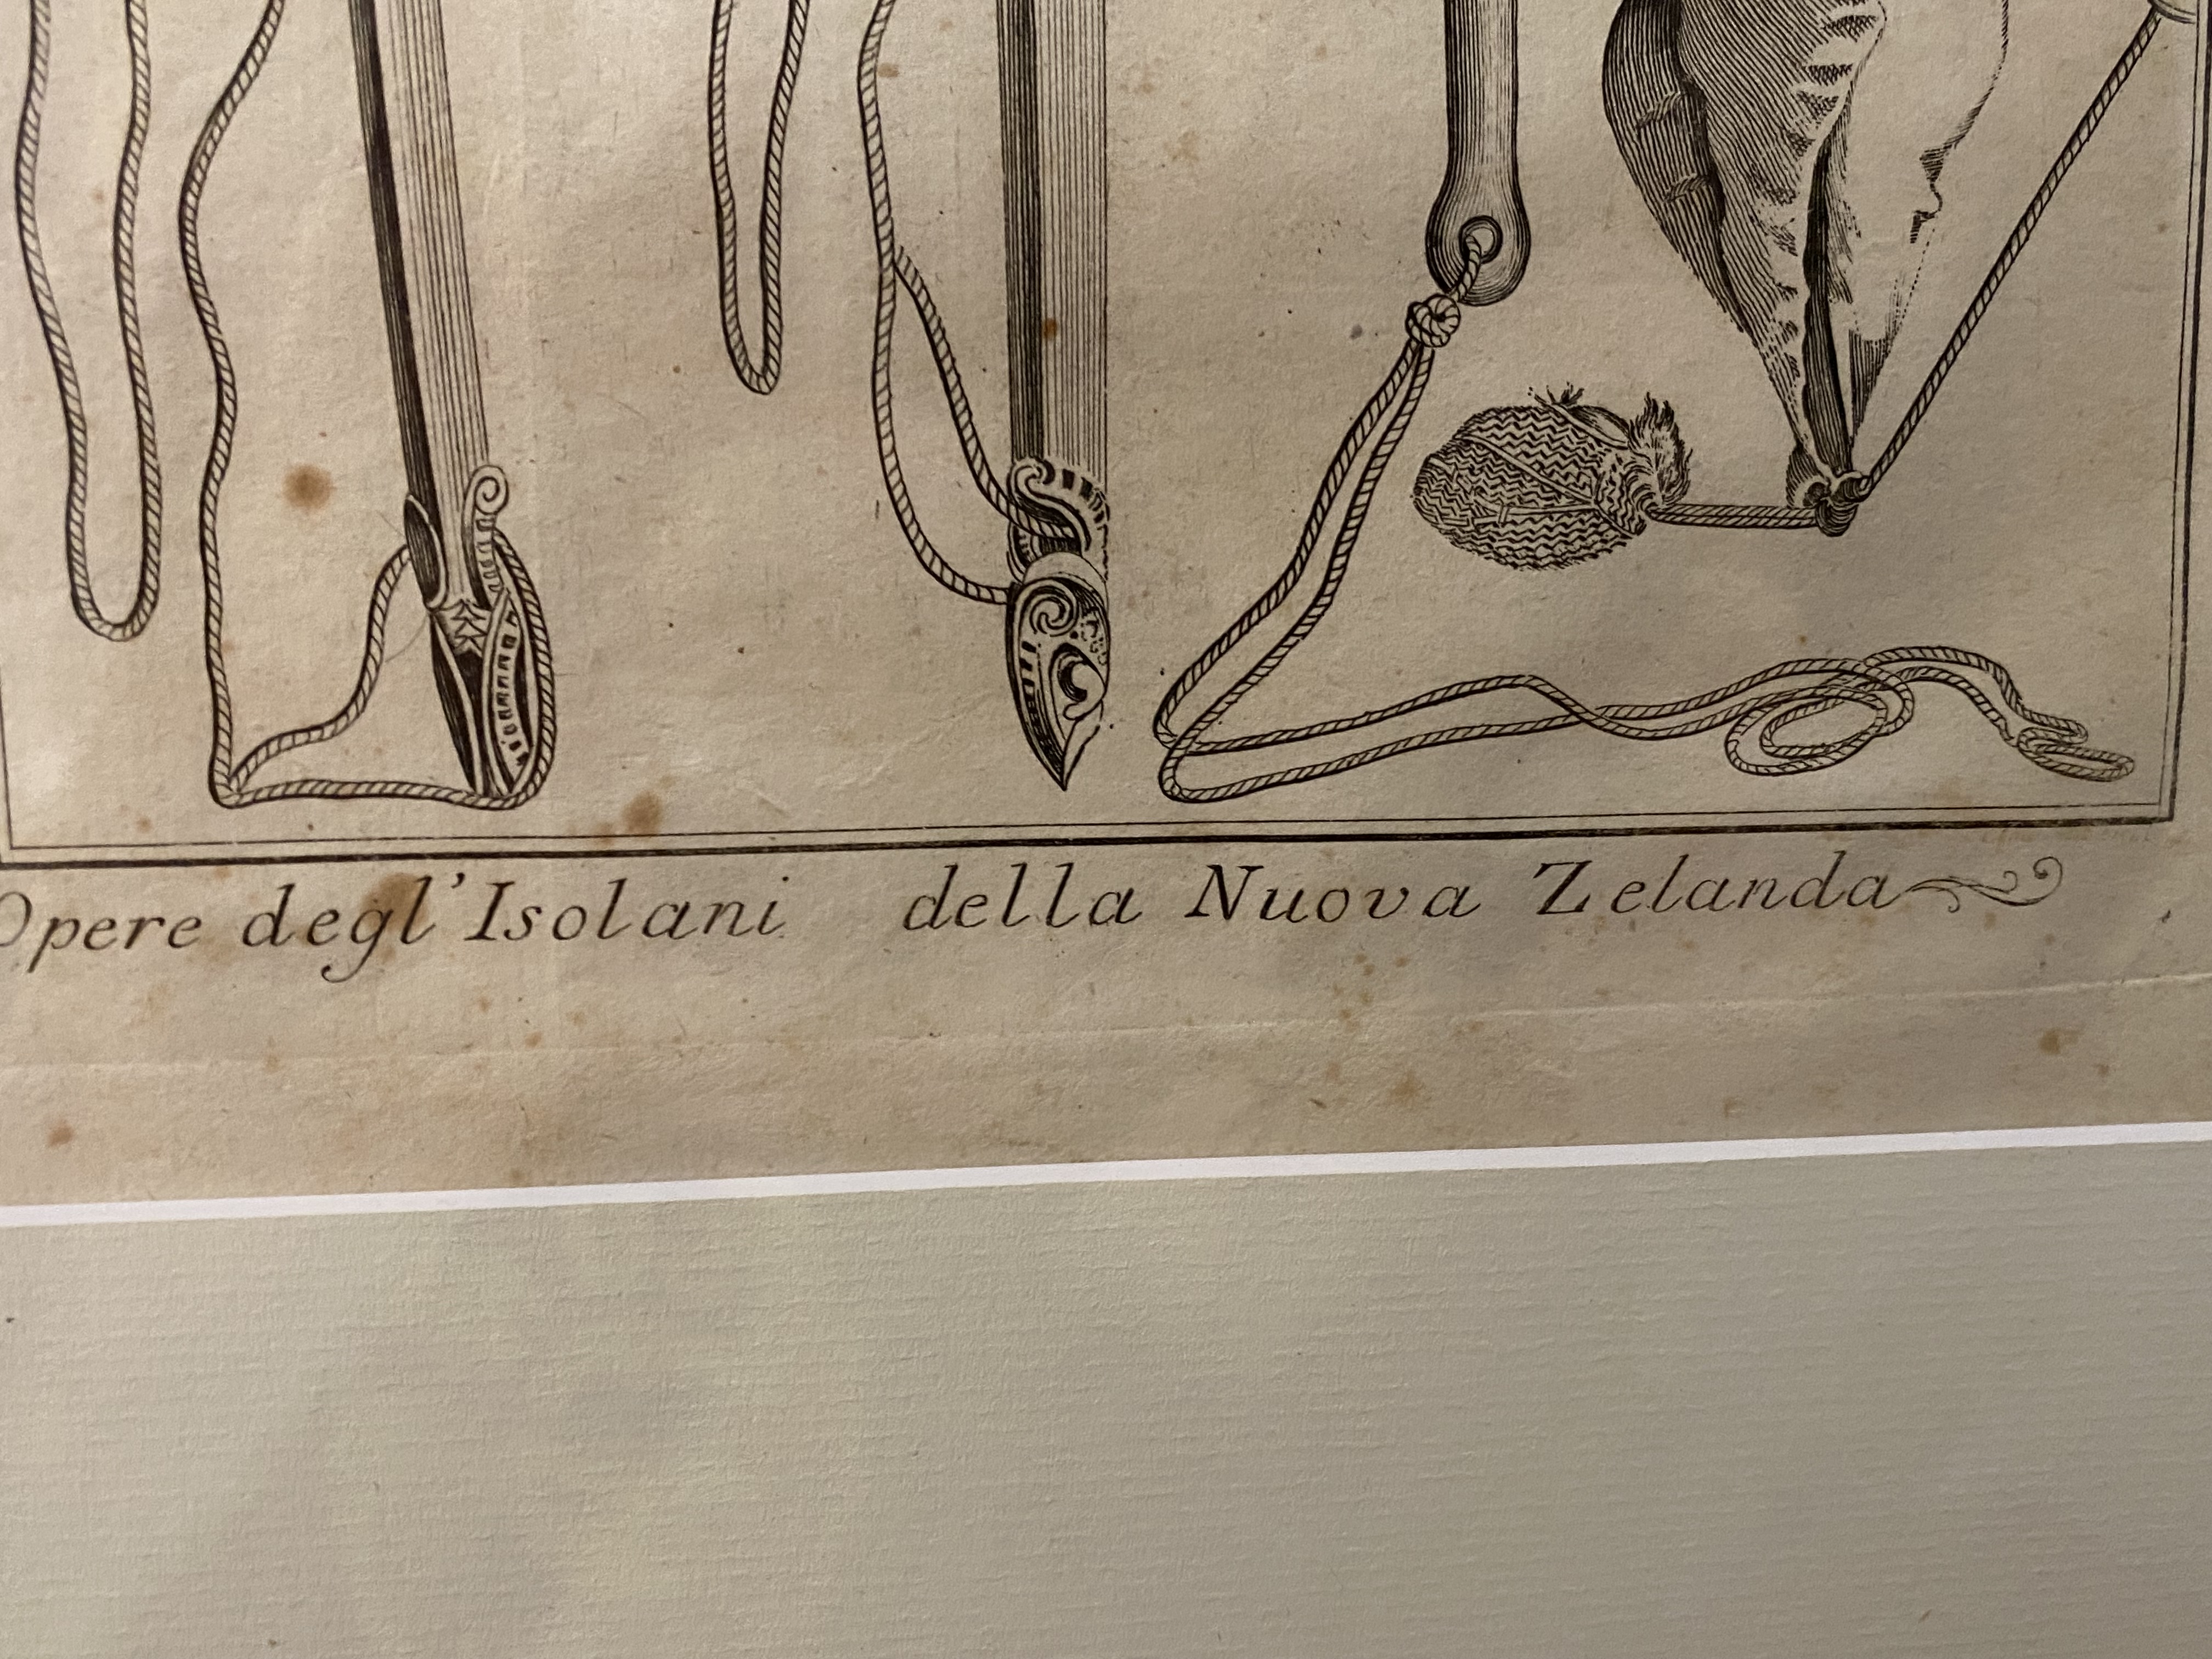 Opere degl' Isolani della Nuova Zelanda